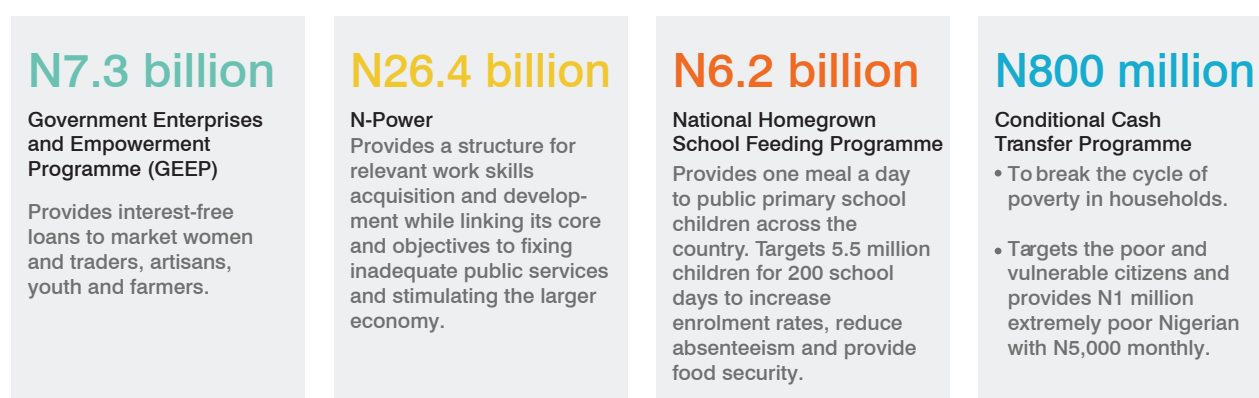 N7.3 billion
Government Enterprises
and Empowerment
Programme (GEEP)
Provides interest-free
loans to market women
and traders, artisans,
youth and farmers.
N26.4 billion
N-Power
Provides a structure for
relevant work skills
acquisition and develop-
ment while linking its core
and objectives to fixing
inadequate public services
and stimulating the larger
economy.
N6.2 billion
National Homegrown
School Feeding Programme
Provides one meal a day
to public primary school
children across the
country. Targets 5.5 million
children for 200 school
days to increase
enrolment rates, reduce
absenteeism and provide
food security.
N800 million
Conditional Cash
Transfer Programme
• To break the cycle of
poverty in households.
• Targets the poor and
vulnerable citizens and
provides N1 million
extremely poor Nigerian
with N5,000 monthly.